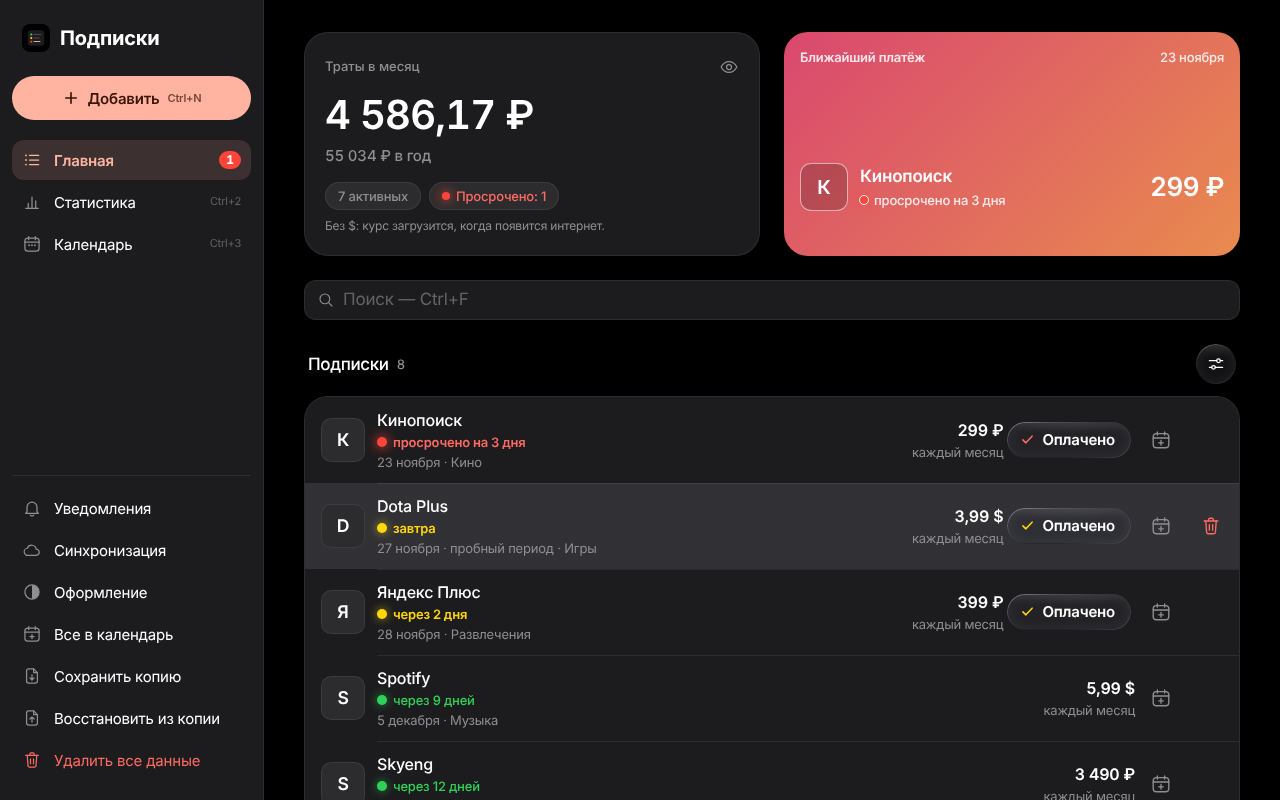 Подписки
Добавить Ctrl+N
Главная 1
Статистика Ctrl+2
Календарь Ctrl+3
Уведомления
Синхронизация
Оформление
Все в календарь
Сохранить копию
Восстановить из копии
Удалить все данные
Траты в месяц
4 586,17 ₽
55 034 ₽ в год
7 активных Просрочено: 1
Без $: курс загрузится, когда появится интернет.
Ближайший платёж 23 ноября
К
Кинопоиск
просрочено на 3 дня
299 ₽
Поиск — Ctrl+F
Подписки 8
К
Кинопоиск
просрочено на 3 дня
23 ноября · Кино
299 ₽
каждый месяц
Оплачено
D
Dota Plus
завтра
27 ноября · пробный период · Игры
3,99 $
каждый месяц
Оплачено
Я
Яндекс Плюс
через 2 дня
28 ноября · Развлечения
399 ₽
каждый месяц
Оплачено
S
Spotify
через 9 дней
5 декабря · Музыка
5,99 $
каждый месяц
S
Skyeng
через 12 дней
3 490 ₽
каждый месяц